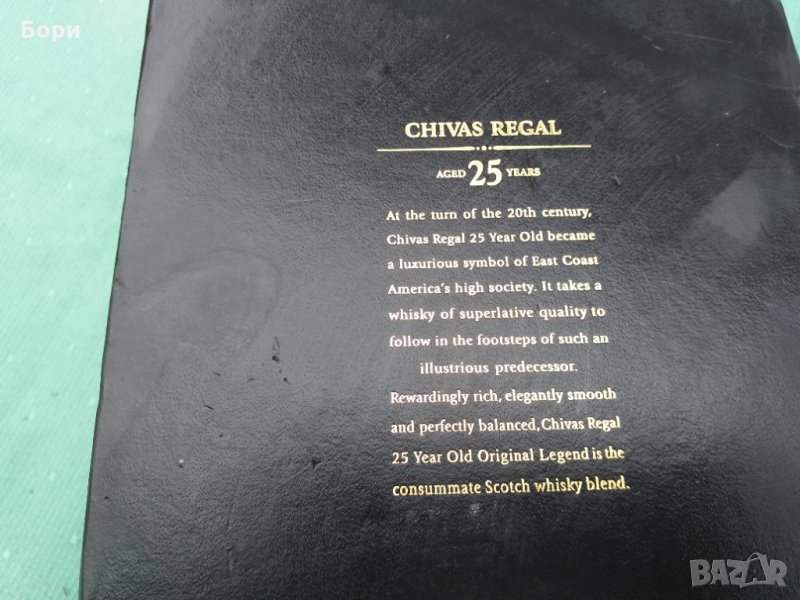 Бори
CHIVAS REGAL
AGED 25 YEARS
At the turn of the 20th century,
Chivas Regal 25 Year Old became
a luxurious symbol of East Coast
America's high society. It takes a
whisky of superlative quality to
follow in the footsteps of such an
illustrious predecessor.
Rewardingly rich, elegantly smooth
and perfectly balanced, Chivas Regal
25 Year Old Original Legend is the
consummate Scotch whisky blend.
BAZAR